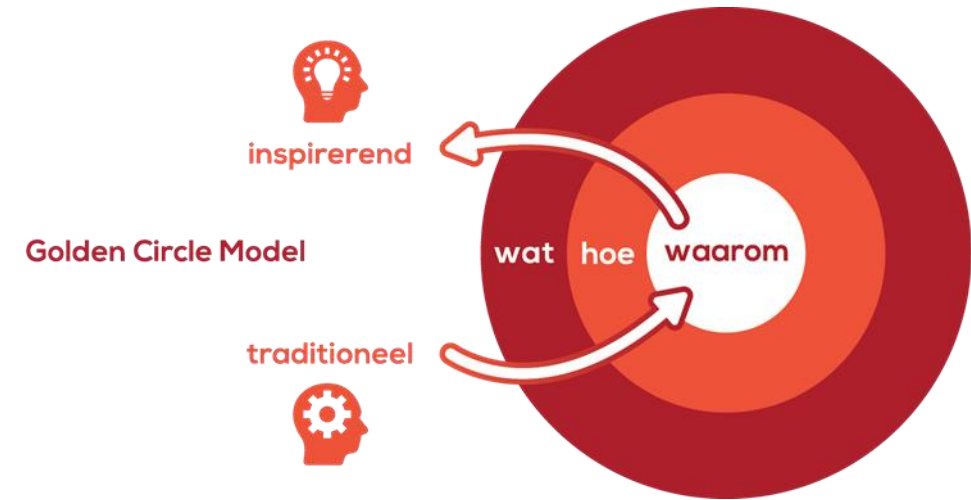 inspirerend
Golden Circle Model
wat
hoe
waarom
traditioneel